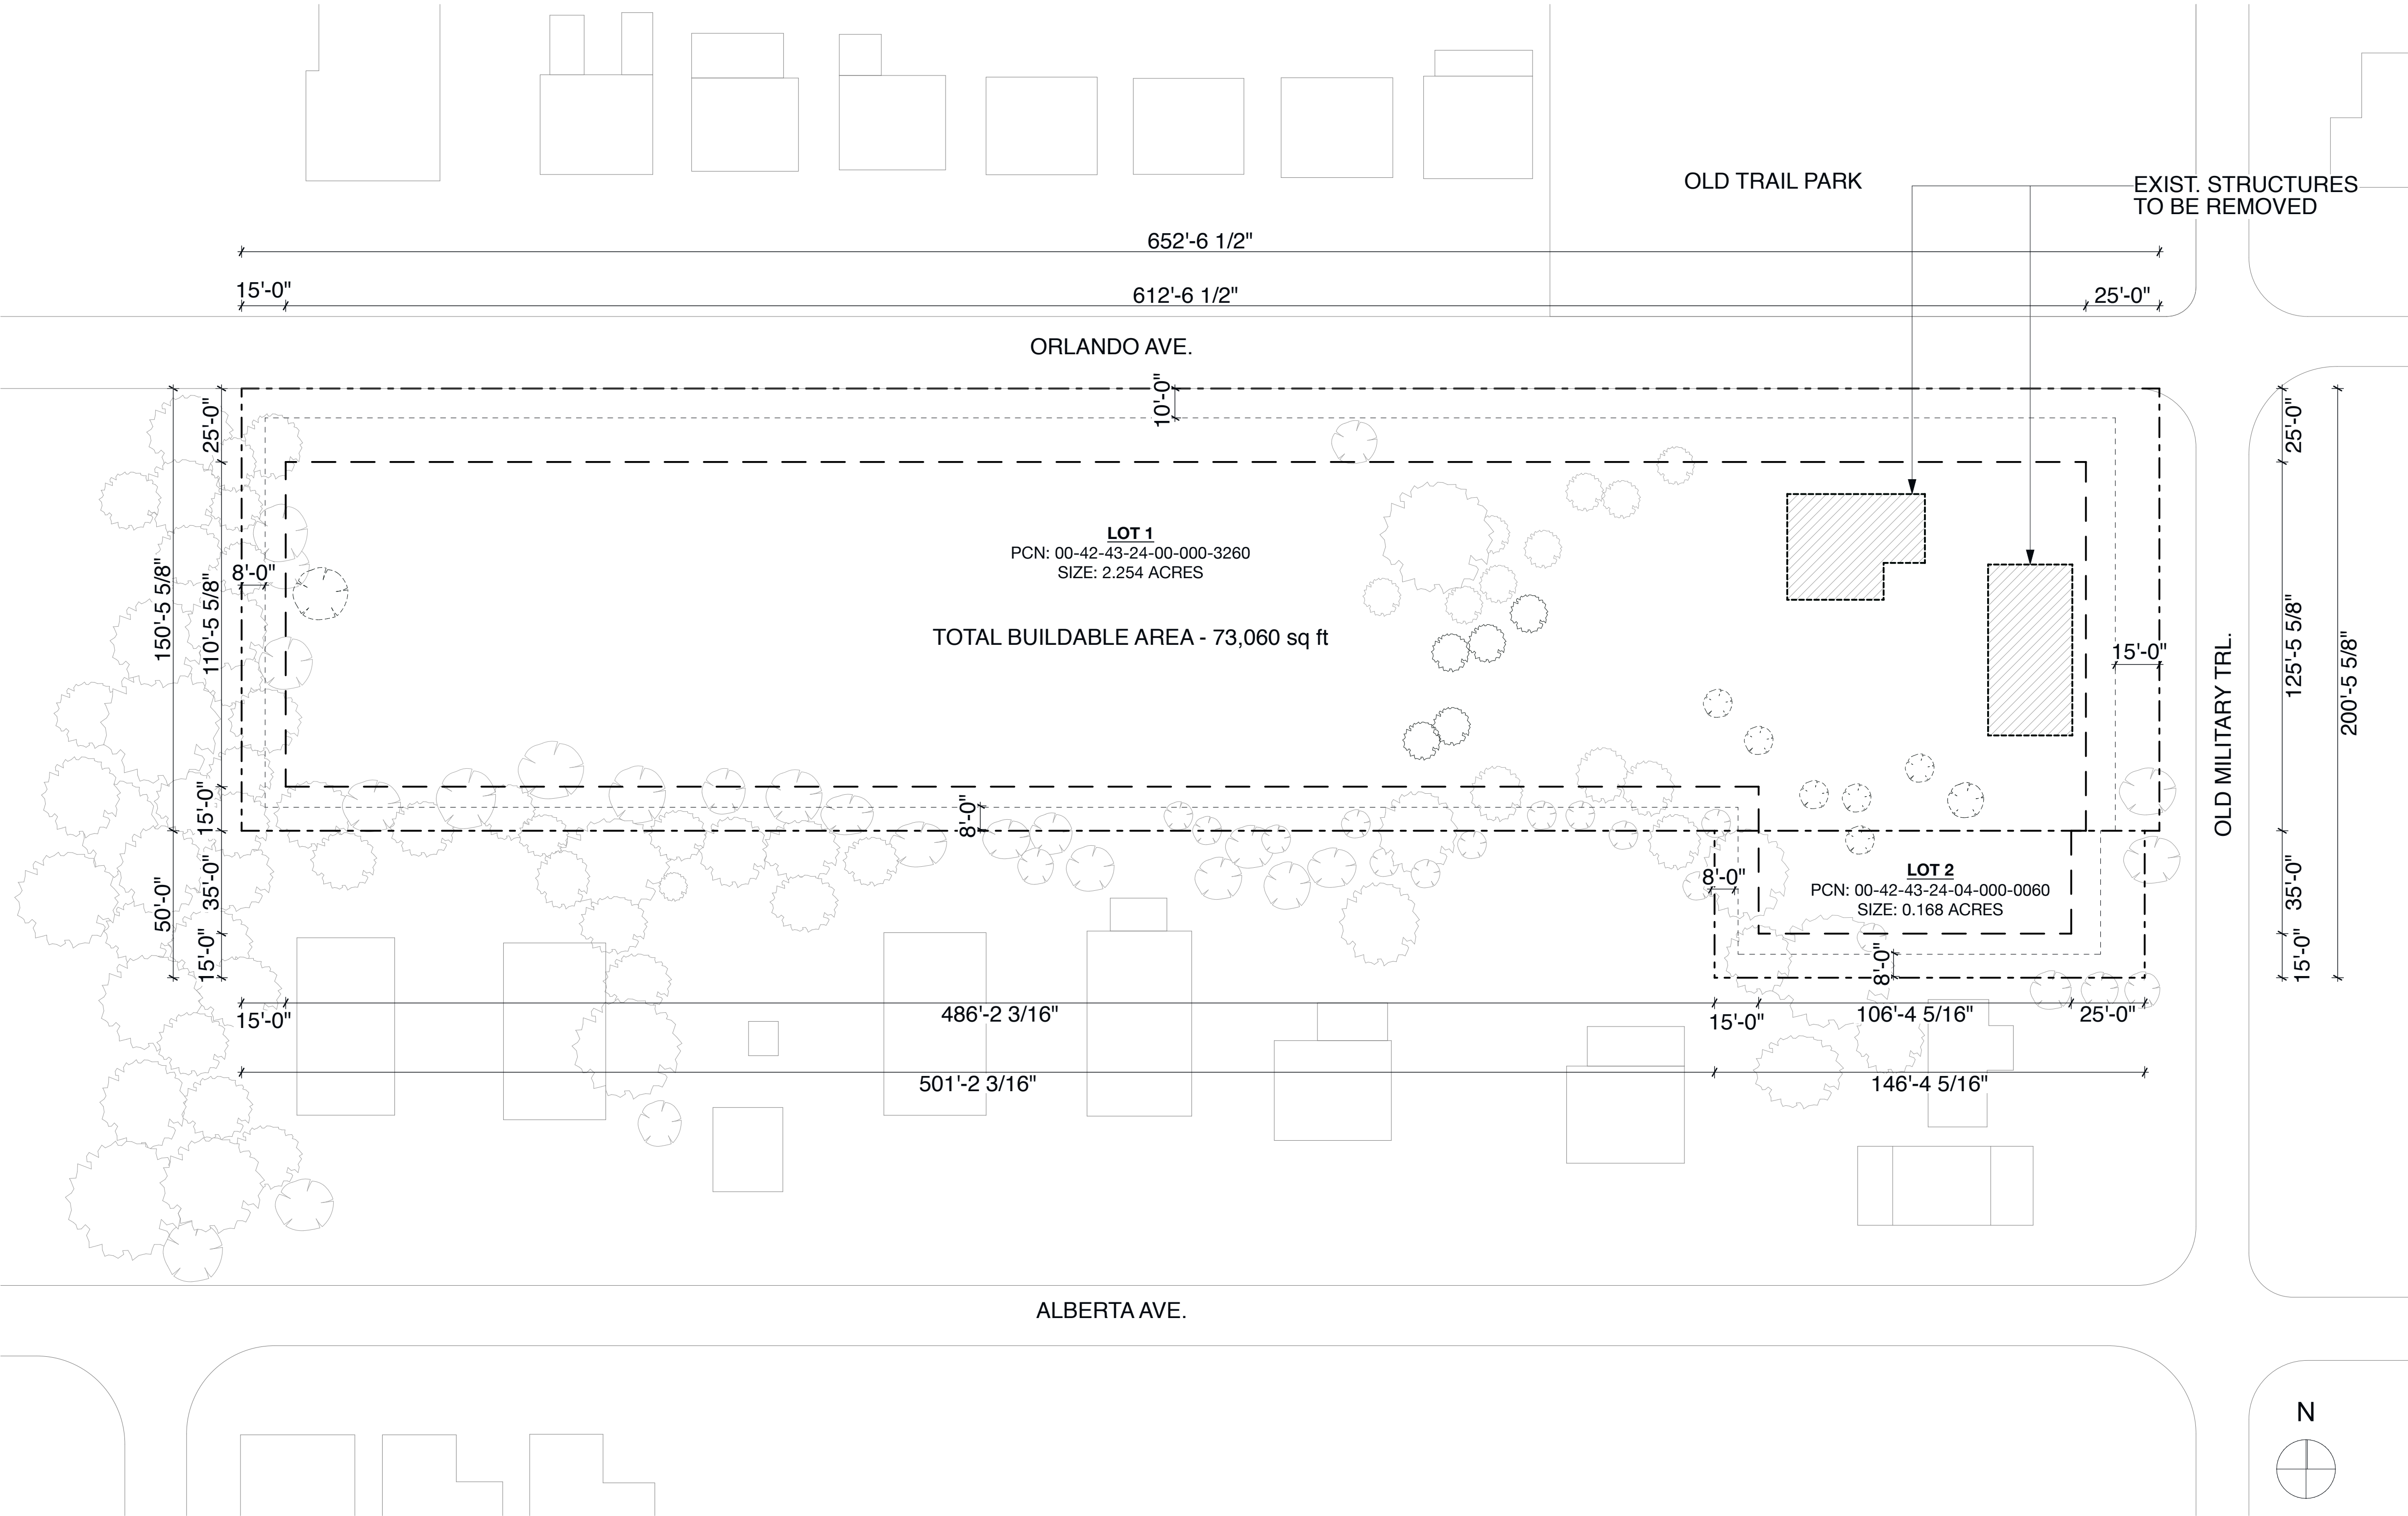 OLD TRAIL PARK
EXIST. STRUCTURES
TO BE REMOVED
652'-6 1/2"
15'-0"
612'-6 1/2"
25'-0"
ORLANDO AVE.
10'-0"
25'-0"
25'-0"
LOT 1
PCN: 00-42-43-24-00-000-3260
SIZE: 2.254 ACRES
8'-0"
150'-5 5/8"
110'-5 5/8"
TOTAL BUILDABLE AREA - 73,060 sq ft
15'-0"
OLD MILITARY TRL.
125'-5 5/8"
200'-5 5/8"
15'-0"
8'-0"
50'-0"
35'-0"
15'-0"
8'-0"
LOT 2
PCN: 00-42-43-24-04-000-0060
SIZE: 0.168 ACRES
8'-0"
35'-0"
15'-0"
15'-0"
486'-2 3/16"
15'-0"
106'-4 5/16"
25'-0"
501'-2 3/16"
146'-4 5/16"
ALBERTA AVE.
N